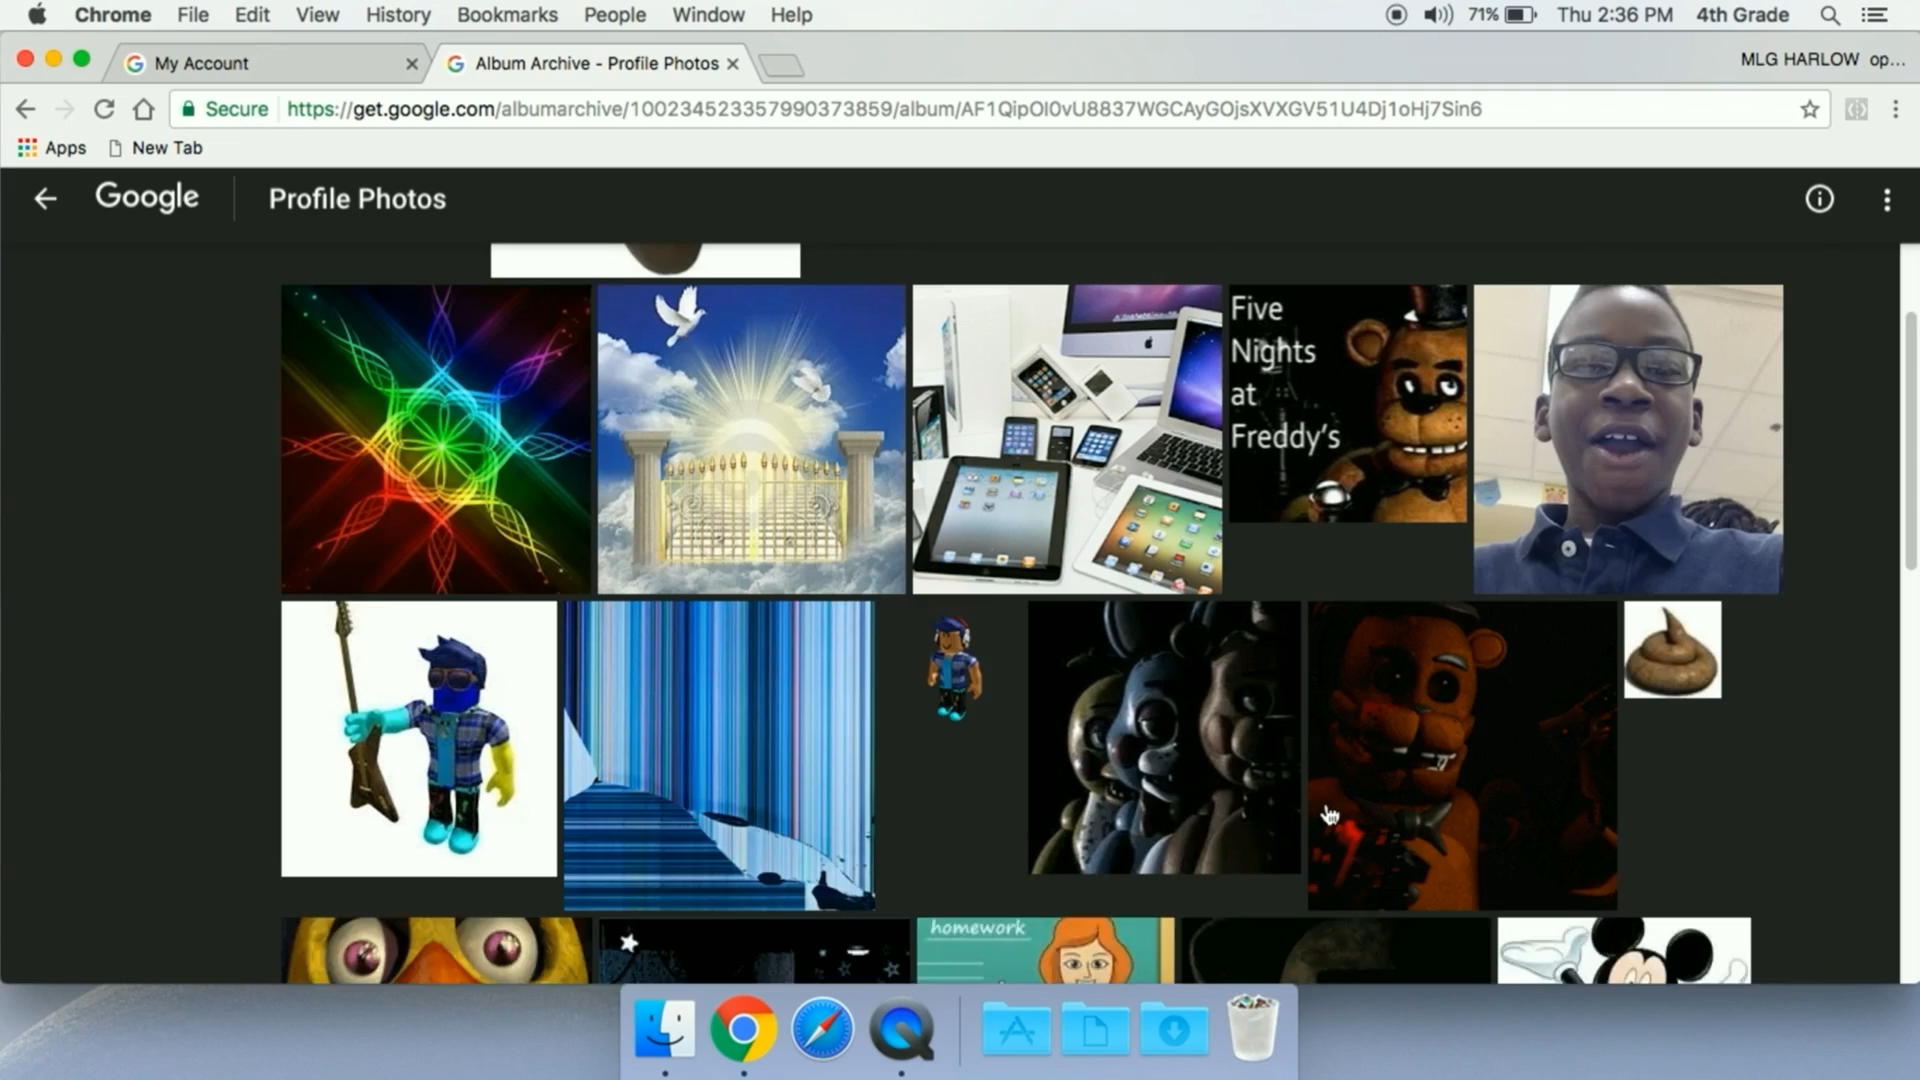 Chrome File Edit View History Bookmarks People Window Help 71% Thu 2:36 PM 4th Grade
My Account Album Archive - Profile Photos MLG HARLOW op...
Secure https://get.google.com/albumarchive/100234523357990373859/album/AF1QipOl0vU8837WGCAyGOjsXVXGV51U4Dj1oHj7Sin6
Apps New Tab
Google Profile Photos
Five
Nights
at
Freddy's
homework